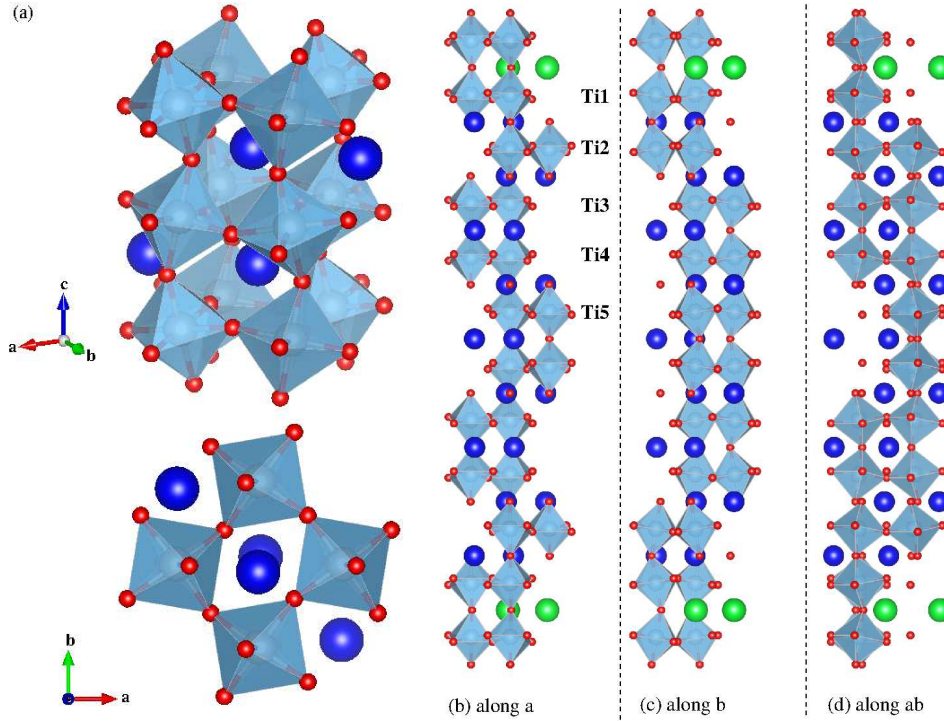 (a)
c
a
b
b
a
Ti1
Ti2
Ti3
Ti4
Ti5
(b) along a
(c) along b
(d) along ab